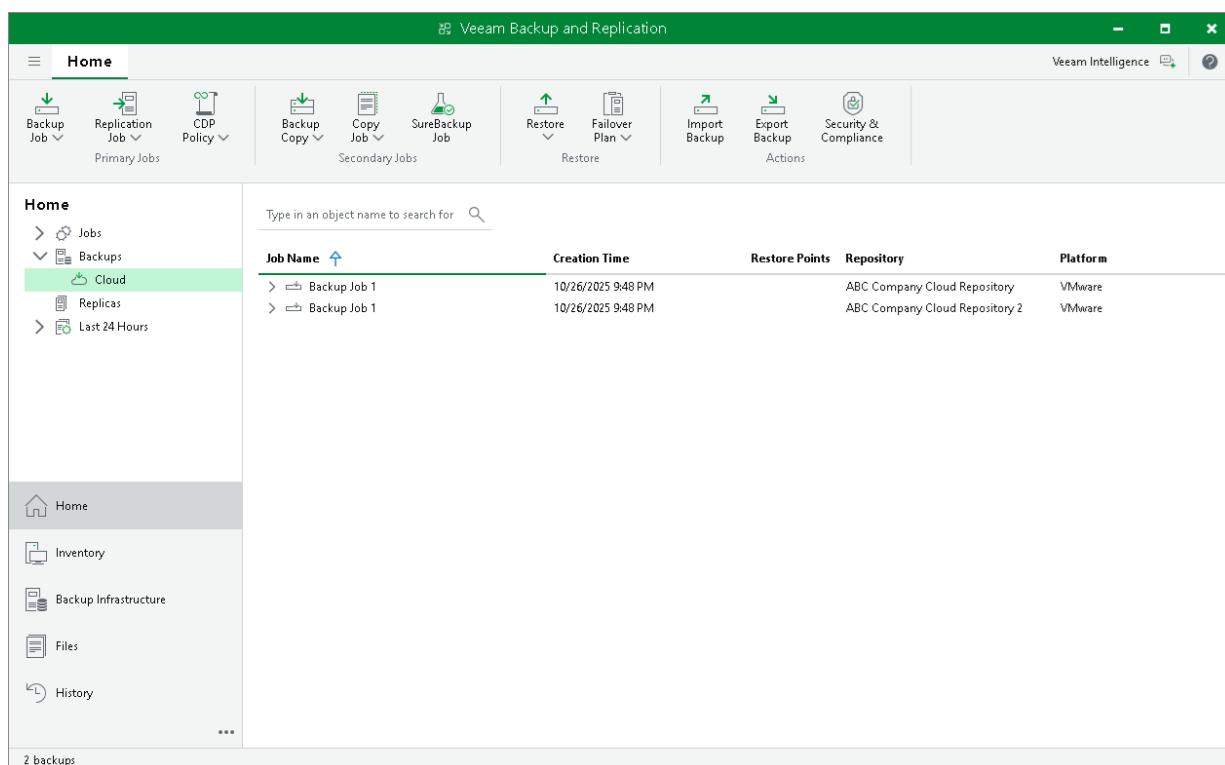 Veeam Backup and Replication
Home
Veeam Intelligence
Backup Job
Replication Job
CDP Policy
Primary Jobs
Backup Copy
Copy Job
SureBackup Job
Secondary Jobs
Restore
Failover Plan
Restore
Import Backup
Export Backup
Security & Compliance
Actions
Home
Jobs
Backups
Cloud
Replicas
Last 24 Hours
Type in an object name to search for
Job Name Creation Time Restore Points Repository Platform
Backup Job 1 10/26/2025 9:48 PM ABC Company Cloud Repository VMware
Backup Job 1 10/26/2025 9:48 PM ABC Company Cloud Repository 2 VMware
Home
Inventory
Backup Infrastructure
Files
History
2 backups